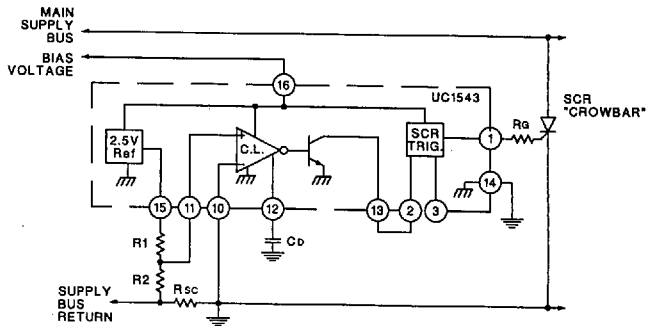 MAIN
SUPPLY
BUS
BIAS
VOLTAGE
16
UC1543
SCR
"CROWBAR"
2.5V
Ref
C.L.
SCR
TRIG.
1
RG
14
15
11
10
12
13
2
3
R1
CD
R2
SUPPLY
BUS
RETURN
RSC